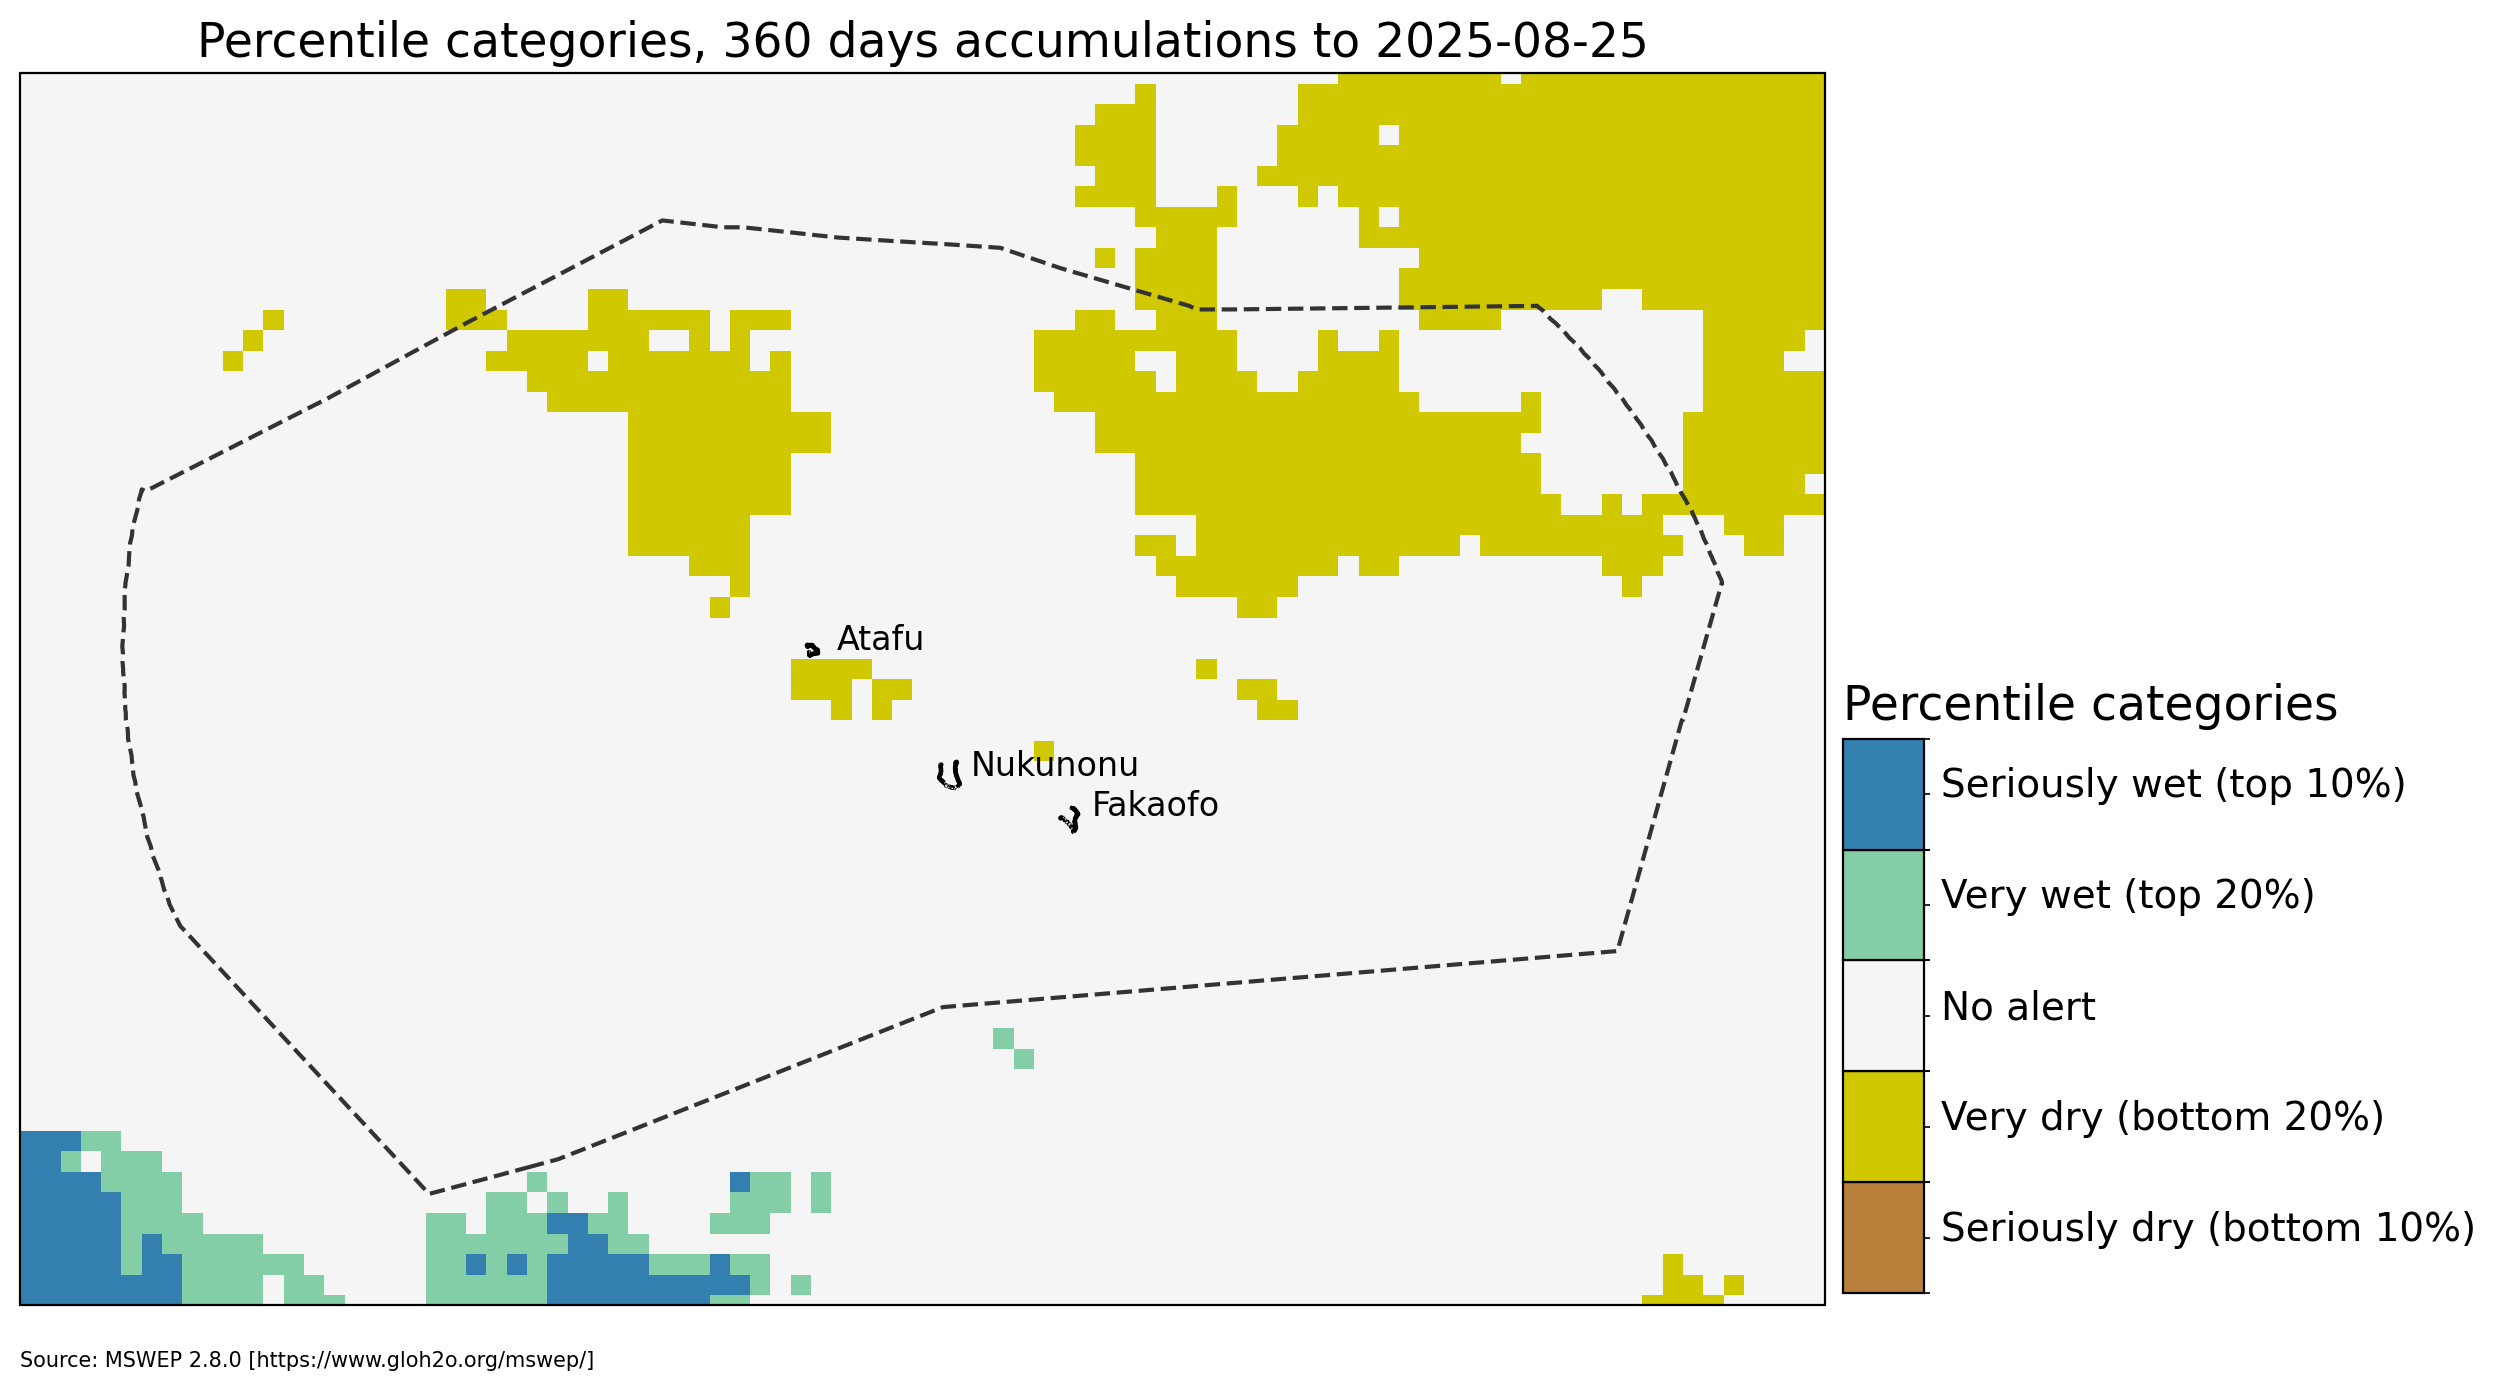 Percentile categories, 360 days accumulations to 2025-08-25
Atafu
Nukunonu
Fakaofo
Percentile categories
Seriously wet (top 10%)
Very wet (top 20%)
No alert
Very dry (bottom 20%)
Seriously dry (bottom 10%)
Source: MSWEP 2.8.0 [https://www.gloh2o.org/mswep/]